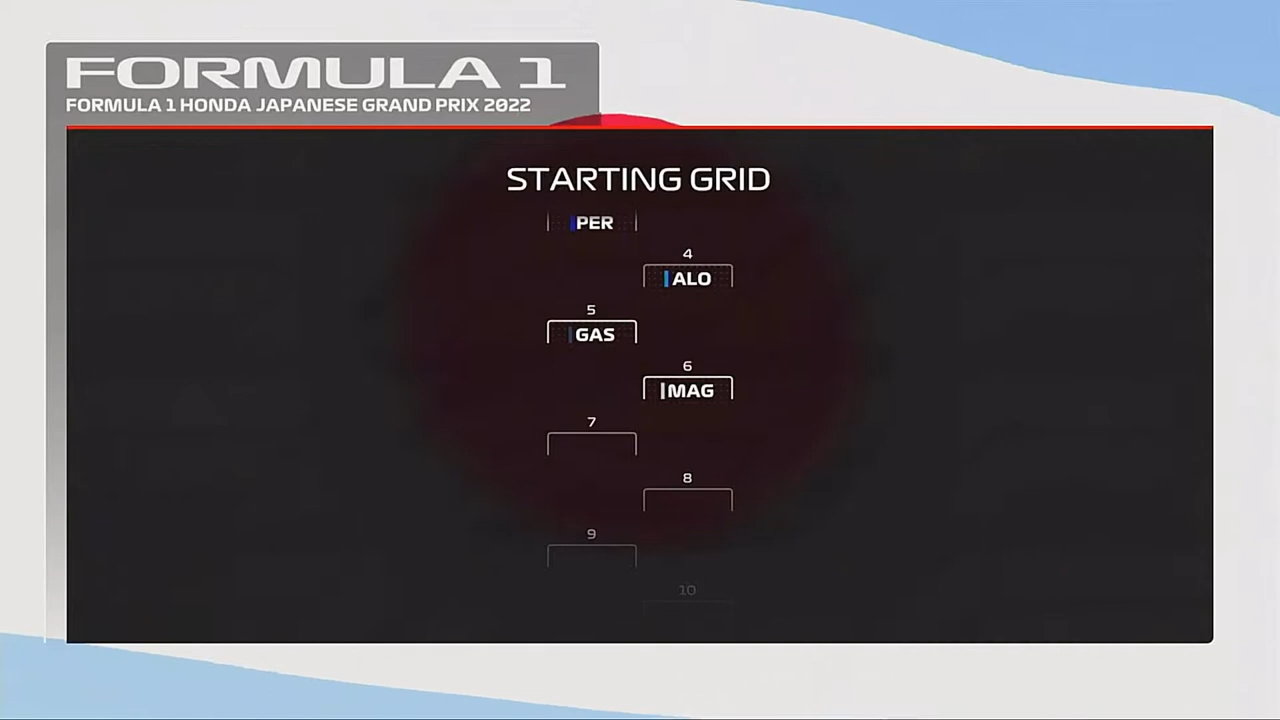 FORMULA 1
FORMULA 1 HONDA JAPANESE GRAND PRIX 2022
STARTING GRID
PER
4
ALO
5
GAS
6
MAG
7
8
9
10